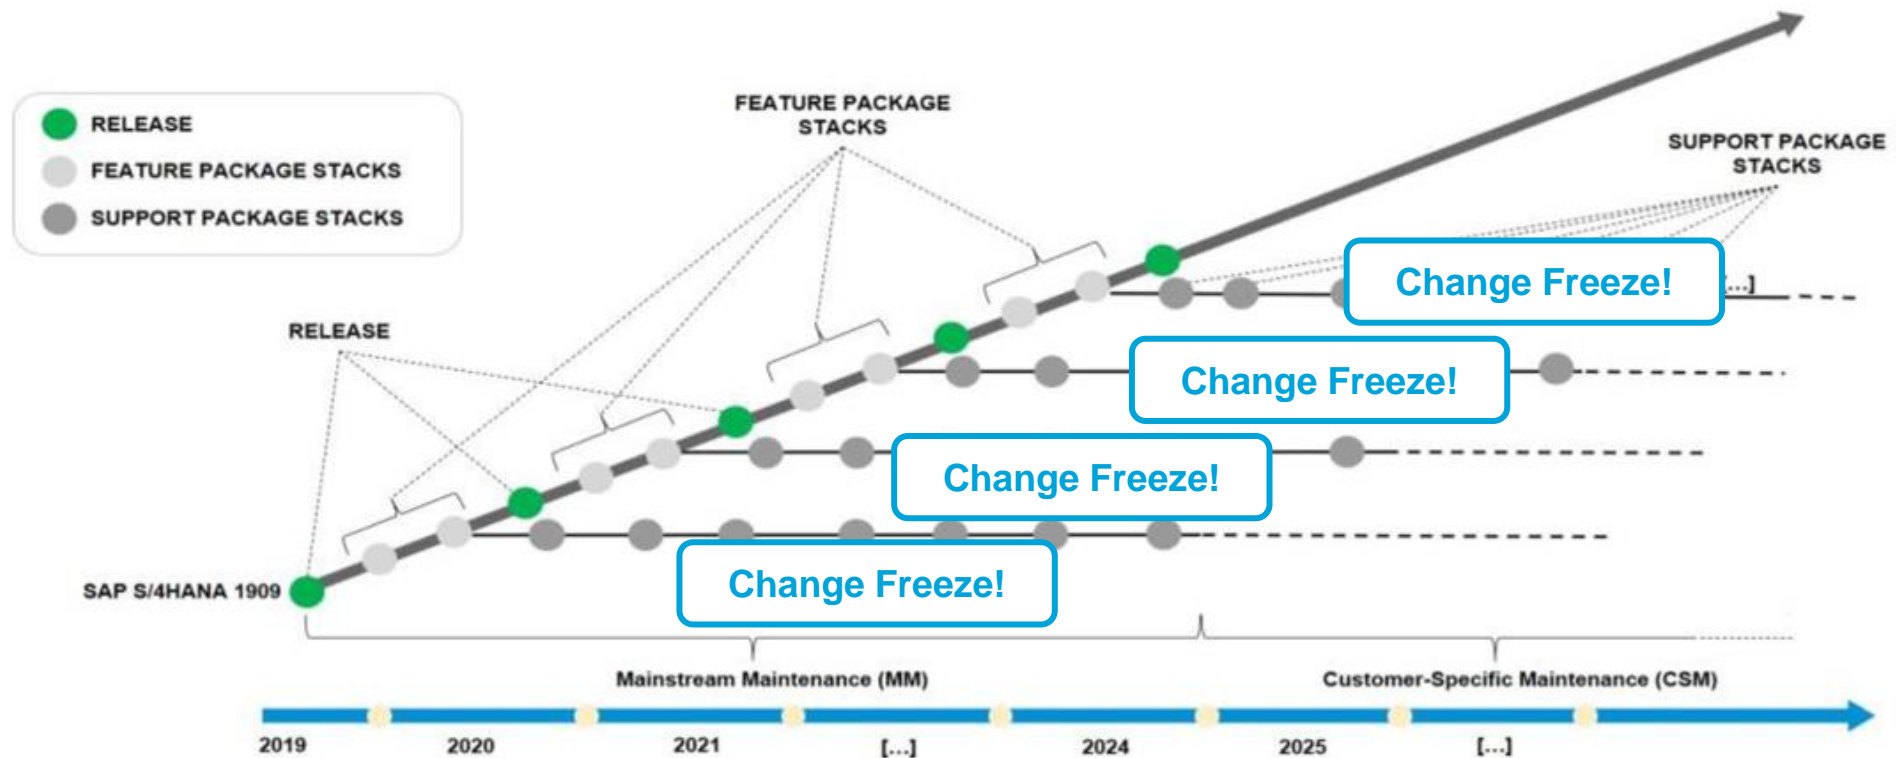 RELEASE
FEATURE PACKAGE STACKS
SUPPORT PACKAGE STACKS
FEATURE PACKAGE
STACKS
SUPPORT PACKAGE
STACKS
RELEASE
Change Freeze!
...]
Change Freeze!
Change Freeze!
Change Freeze!
SAP S/4HANA 1909
Mainstream Maintenance (MM)
Customer-Specific Maintenance (CSM)
2019
2020
2021
[...]
2024
2025
[...]